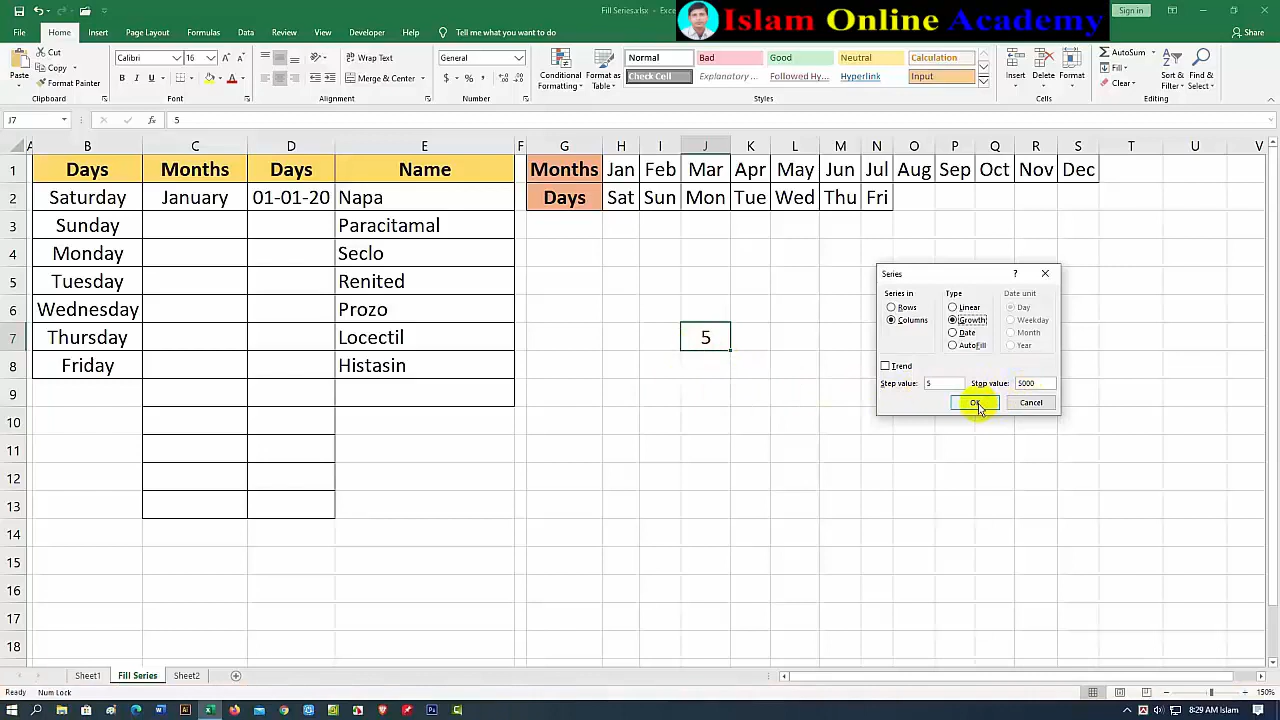 Fill Series.xlsx - Exce
Islam Online Academy
Sign in
File Home Insert Page Layout Formulas Data Review View Developer Help Tell me what you want to do Share
Paste Cut Copy Format Painter Clipboard
Calibri 16 B I U A A A Font
Wrap Text Merge & Center Alignment
General $ % , Number
Conditional Formatting Format as Table
Normal Bad Good Neutral Calculation
Check Cell Explanatory ... Followed Hy... Hyperlink Input
Styles
Insert Delete Format Cells
AutoSum Fill Clear Sort & Filter Find & Select Editing
J7 fx 5
A B C D E F G H I J K L M N O P Q R S T U V
1 Days Months Days Name Months Jan Feb Mar Apr May Jun Jul Aug Sep Oct Nov Dec
2 Saturday January 01-01-20 Napa Days Sat Sun Mon Tue Wed Thu Fri
3 Sunday Paracitamal
4 Monday Seclo
5 Tuesday Renited
6 Wednesday Prozo
7 Thursday Locectil 5
8 Friday Histasin
9
10
11
12
13
14
15
16
17
18
Series ?
Series in Type Date unit
Rows Linear Day
Columns Growth Weekday
Date Month
AutoFill Year
Trend
Step value: 5 Stop value: 5000
OK Cancel
Sheet1 Fill Series Sheet2
Ready Num Lock 150%
8:29 AM Islam